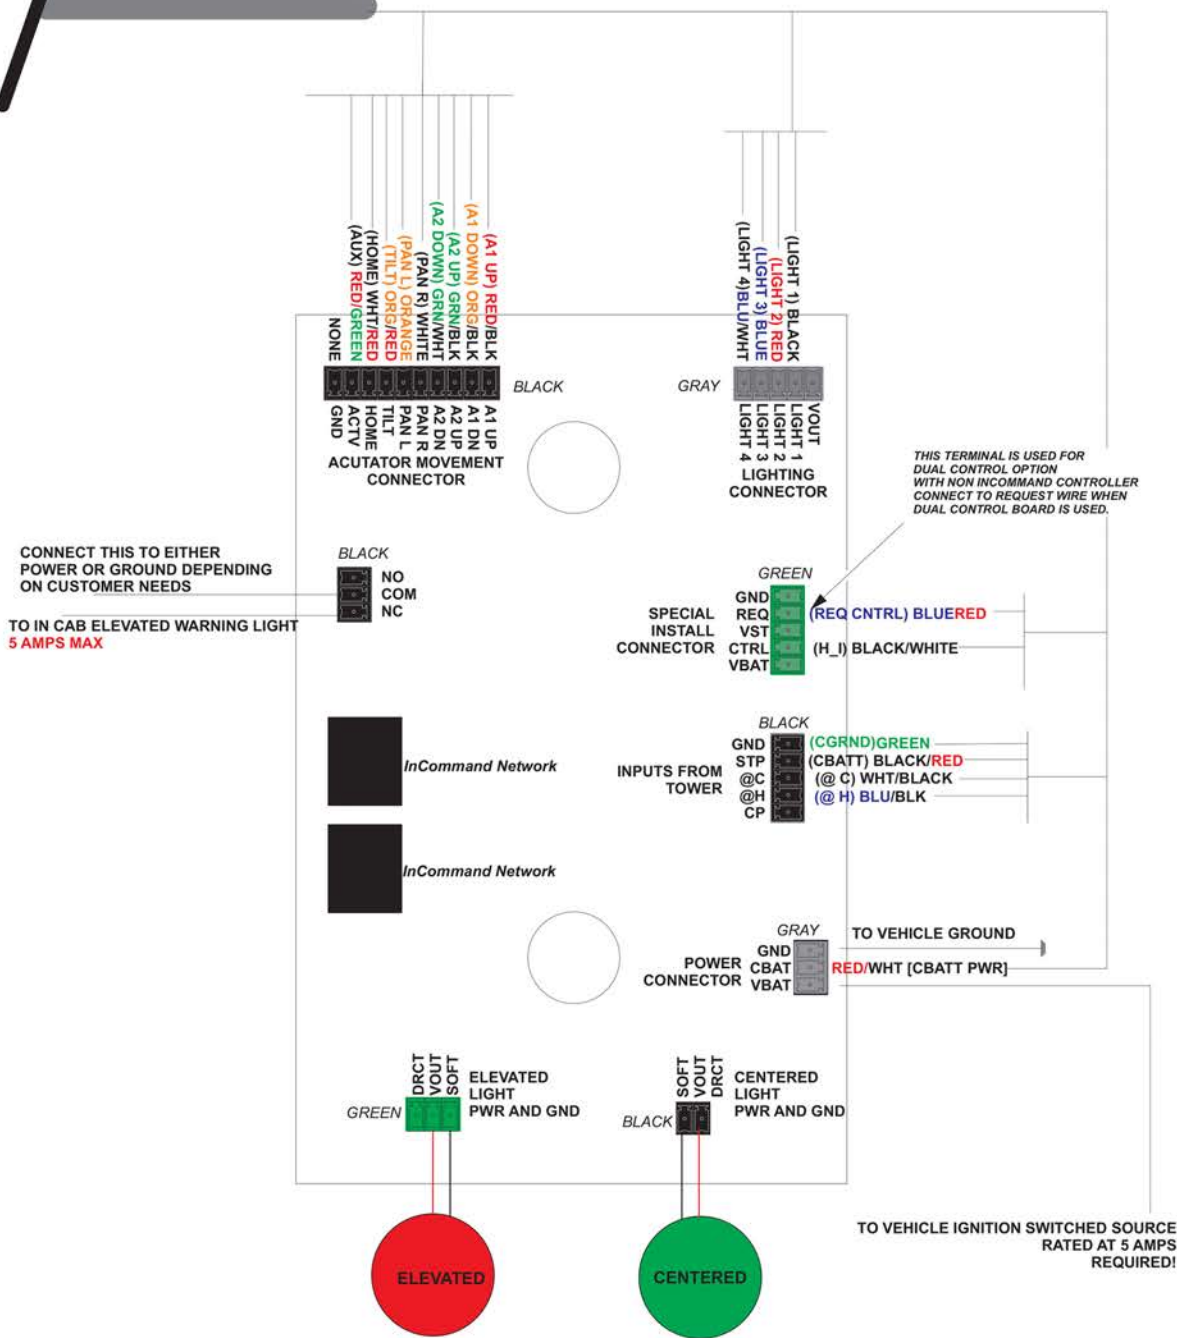 NONE
(AUX) RED/GREEN
(HOME) WHT/RED
(TILT) ORG/RED
(PAN L) ORANGE
(PAN R) WHITE
(A2 DOWN) GRN/WHT
(A2 UP) GRN/BLK
(A1 DOWN) ORG/BLK
(A1 UP) RED/BLK
BLACK
GND
ACTV
HOME
TILT
PAN L
PAN R
A2 DN
A2 UP
A1 DN
A1 UP
ACUTATOR MOVEMENT
CONNECTOR
(LIGHT 4)BLU/WHT
(LIGHT 3) BLUE
(LIGHT 2) RED
(LIGHT 1) BLACK
GRAY
LIGHT 4
LIGHT 3
LIGHT 2
LIGHT 1
VOUT
LIGHTING
CONNECTOR
THIS TERMINAL IS USED FOR
DUAL CONTROL OPTION
WITH NON INCOMMAND CONTROLLER
CONNECT TO REQUEST WIRE WHEN
DUAL CONTROL BOARD IS USED.
CONNECT THIS TO EITHER
POWER OR GROUND DEPENDING
ON CUSTOMER NEEDS
TO IN CAB ELEVATED WARNING LIGHT
5 AMPS MAX
BLACK
NO
COM
NC
GREEN
SPECIAL
INSTALL
CONNECTOR
GND
REQ
VST
CTRL
VBAT
(REQ CNTRL) BLUERED
(H_I) BLACK/WHITE
BLACK
INPUTS FROM
TOWER
GND
STP
@C
@H
CP
(CGRND)GREEN
(CBATT) BLACK/RED
(@ C) WHT/BLACK
(@ H) BLU/BLK
InCommand Network
InCommand Network
GRAY
POWER
CONNECTOR
GND
CBAT
VBAT
TO VEHICLE GROUND
RED/WHT [CBATT PWR]
DRCT
VOUT
SOFT
ELEVATED
LIGHT
PWR AND GND
GREEN
SOFT
VOUT
DRCT
CENTERED
LIGHT
PWR AND GND
BLACK
ELEVATED
CENTERED
TO VEHICLE IGNITION SWITCHED SOURCE
RATED AT 5 AMPS
REQUIRED!